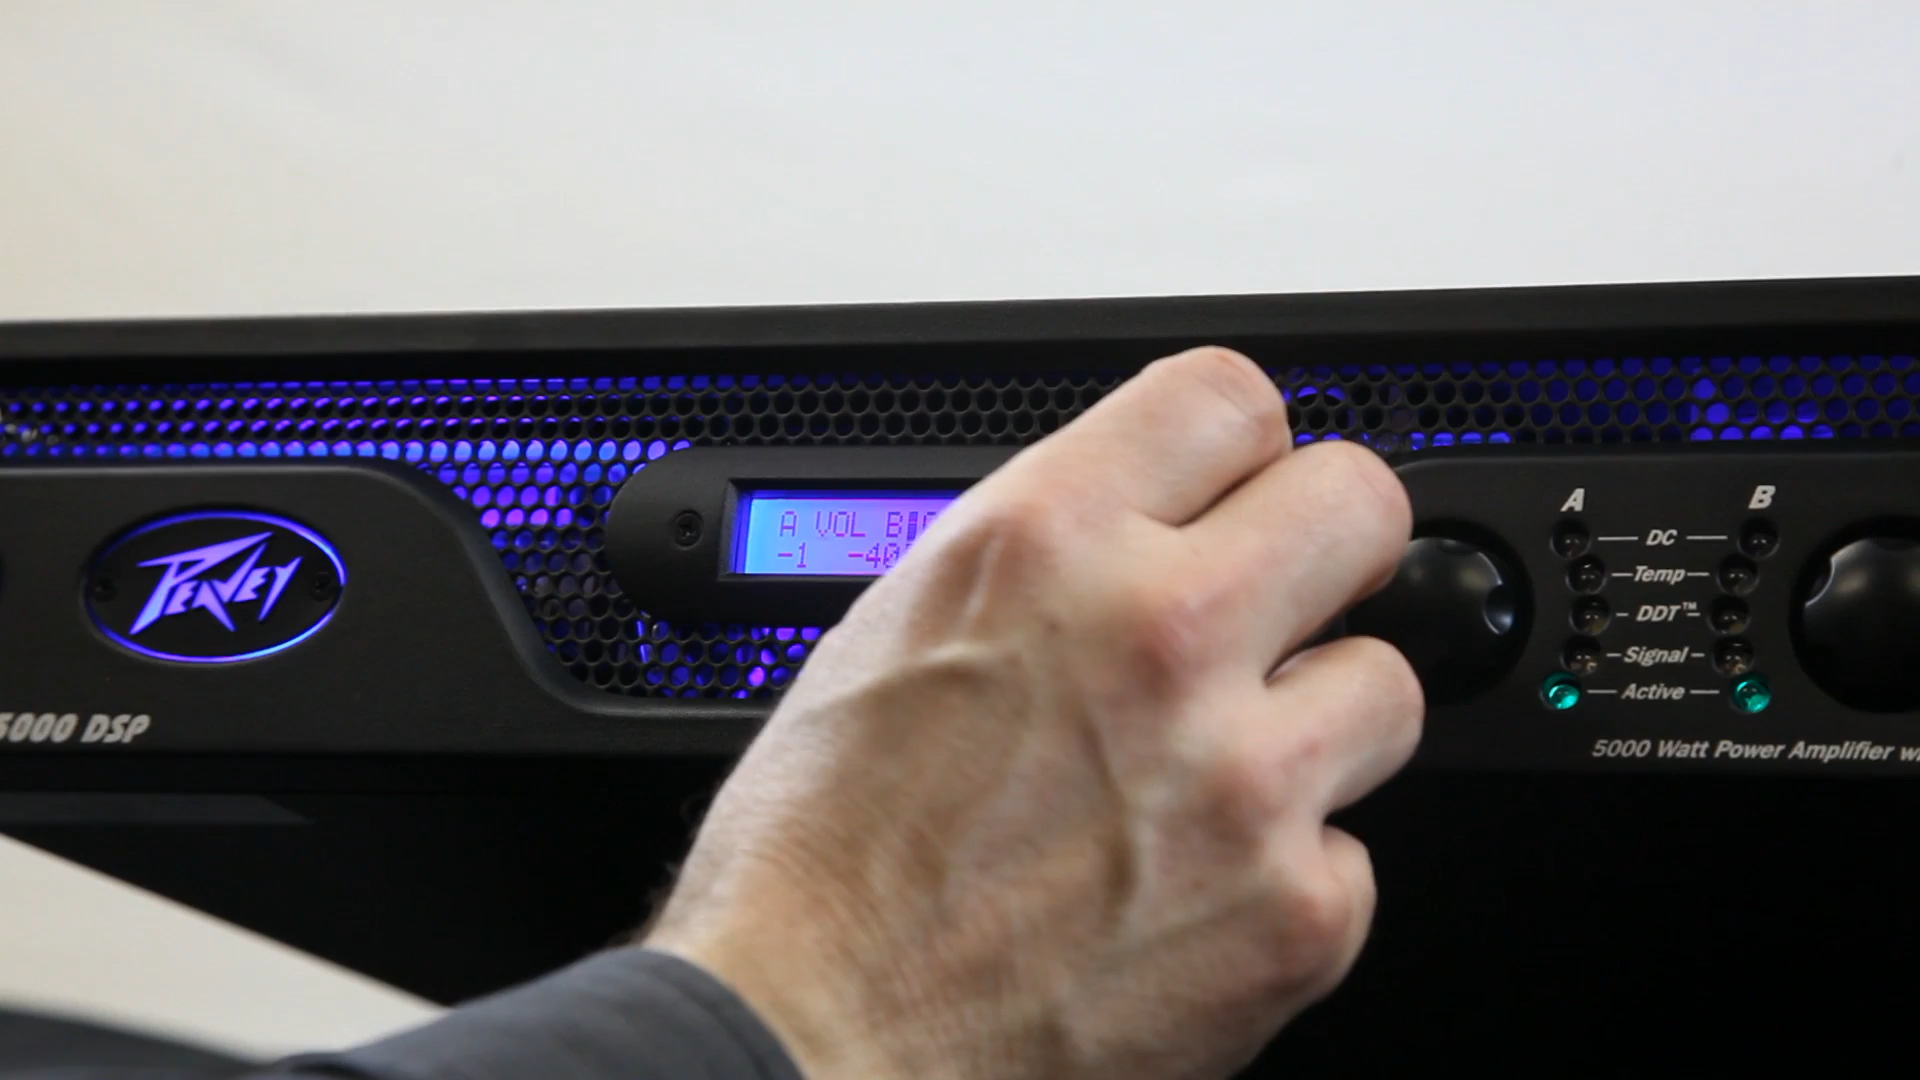 A VOL B
-1 -40
PEAVEY
5000 DSP
A B
DC
Temp
DDT™
Signal
Active
5000 Watt Power Amplifier